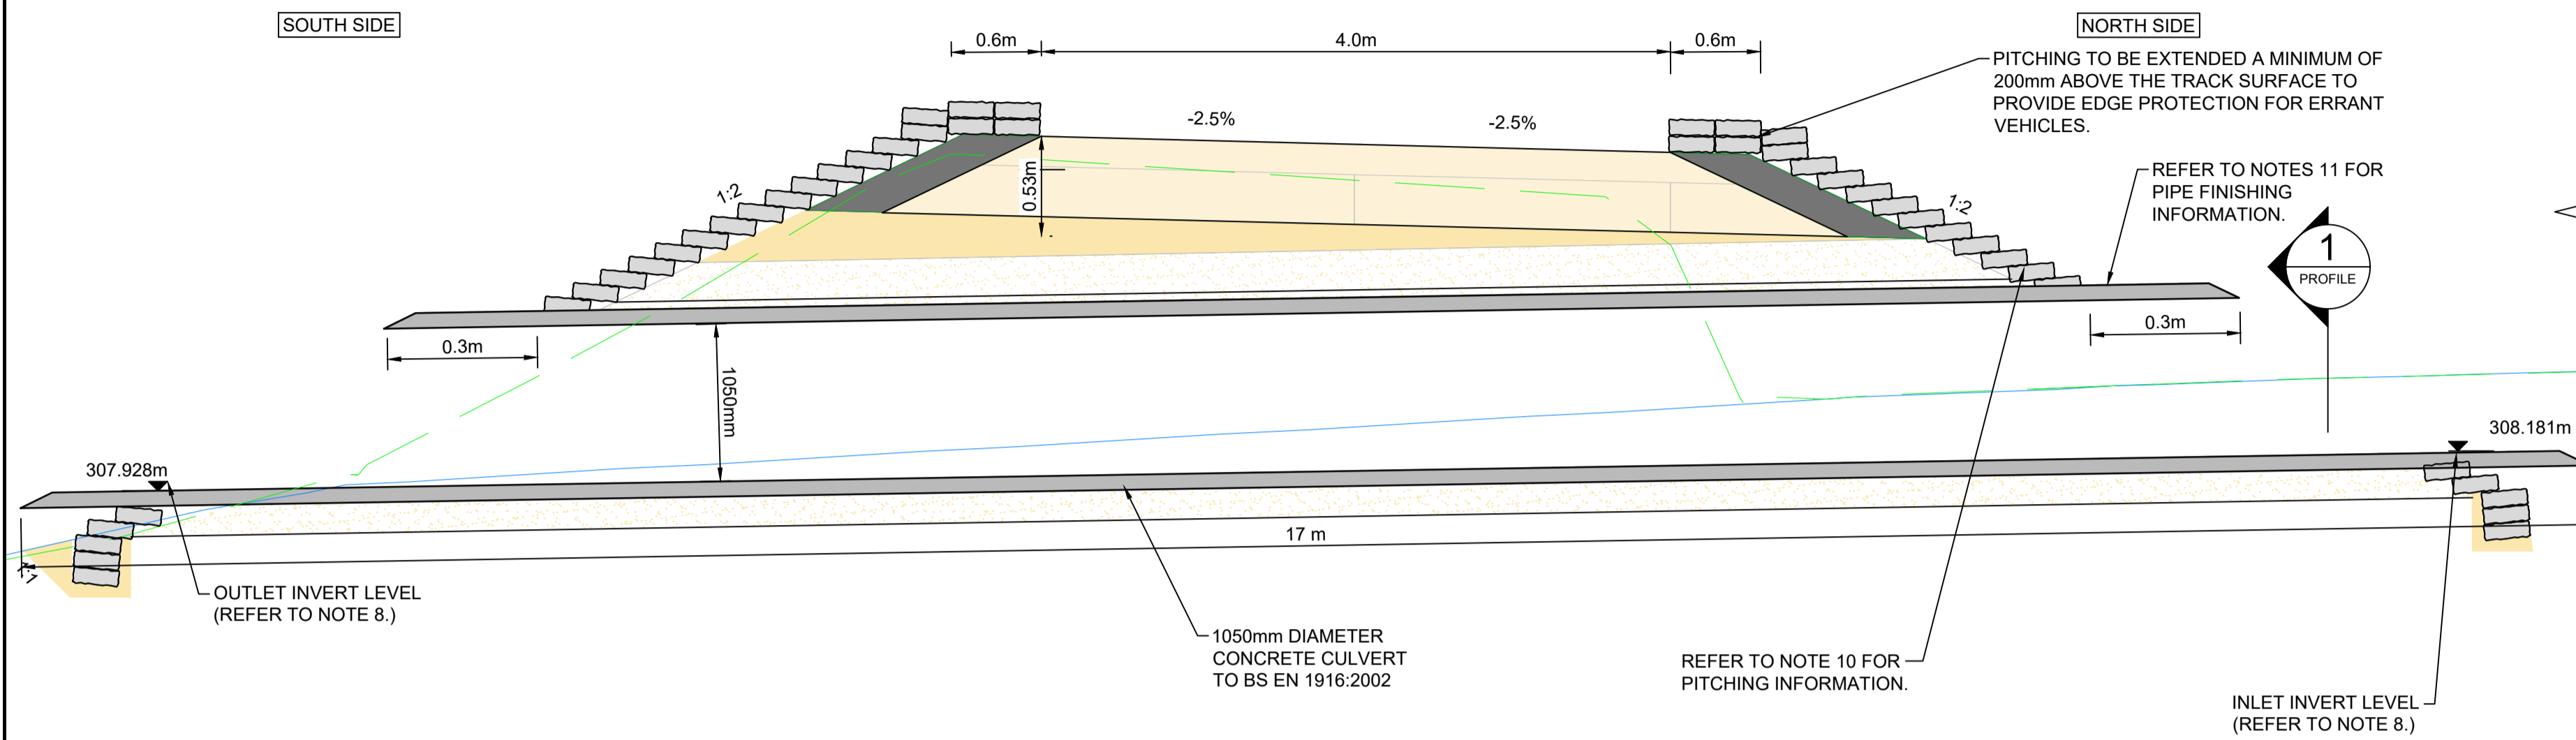 SOUTH SIDE
NORTH SIDE
0.6m
4.0m
0.6m
PITCHING TO BE EXTENDED A MINIMUM OF
200mm ABOVE THE TRACK SURFACE TO
PROVIDE EDGE PROTECTION FOR ERRANT
VEHICLES.
-2.5%
-2.5%
0.53m
1:2
1:2
REFER TO NOTES 11 FOR
PIPE FINISHING
INFORMATION.
1
PROFILE
0.3m
0.3m
1050mm
307.928m
308.181m
17 m
1:1
OUTLET INVERT LEVEL
(REFER TO NOTE 8.)
1050mm DIAMETER
CONCRETE CULVERT
TO BS EN 1916:2002
REFER TO NOTE 10 FOR
PITCHING INFORMATION.
INLET INVERT LEVEL
(REFER TO NOTE 8.)